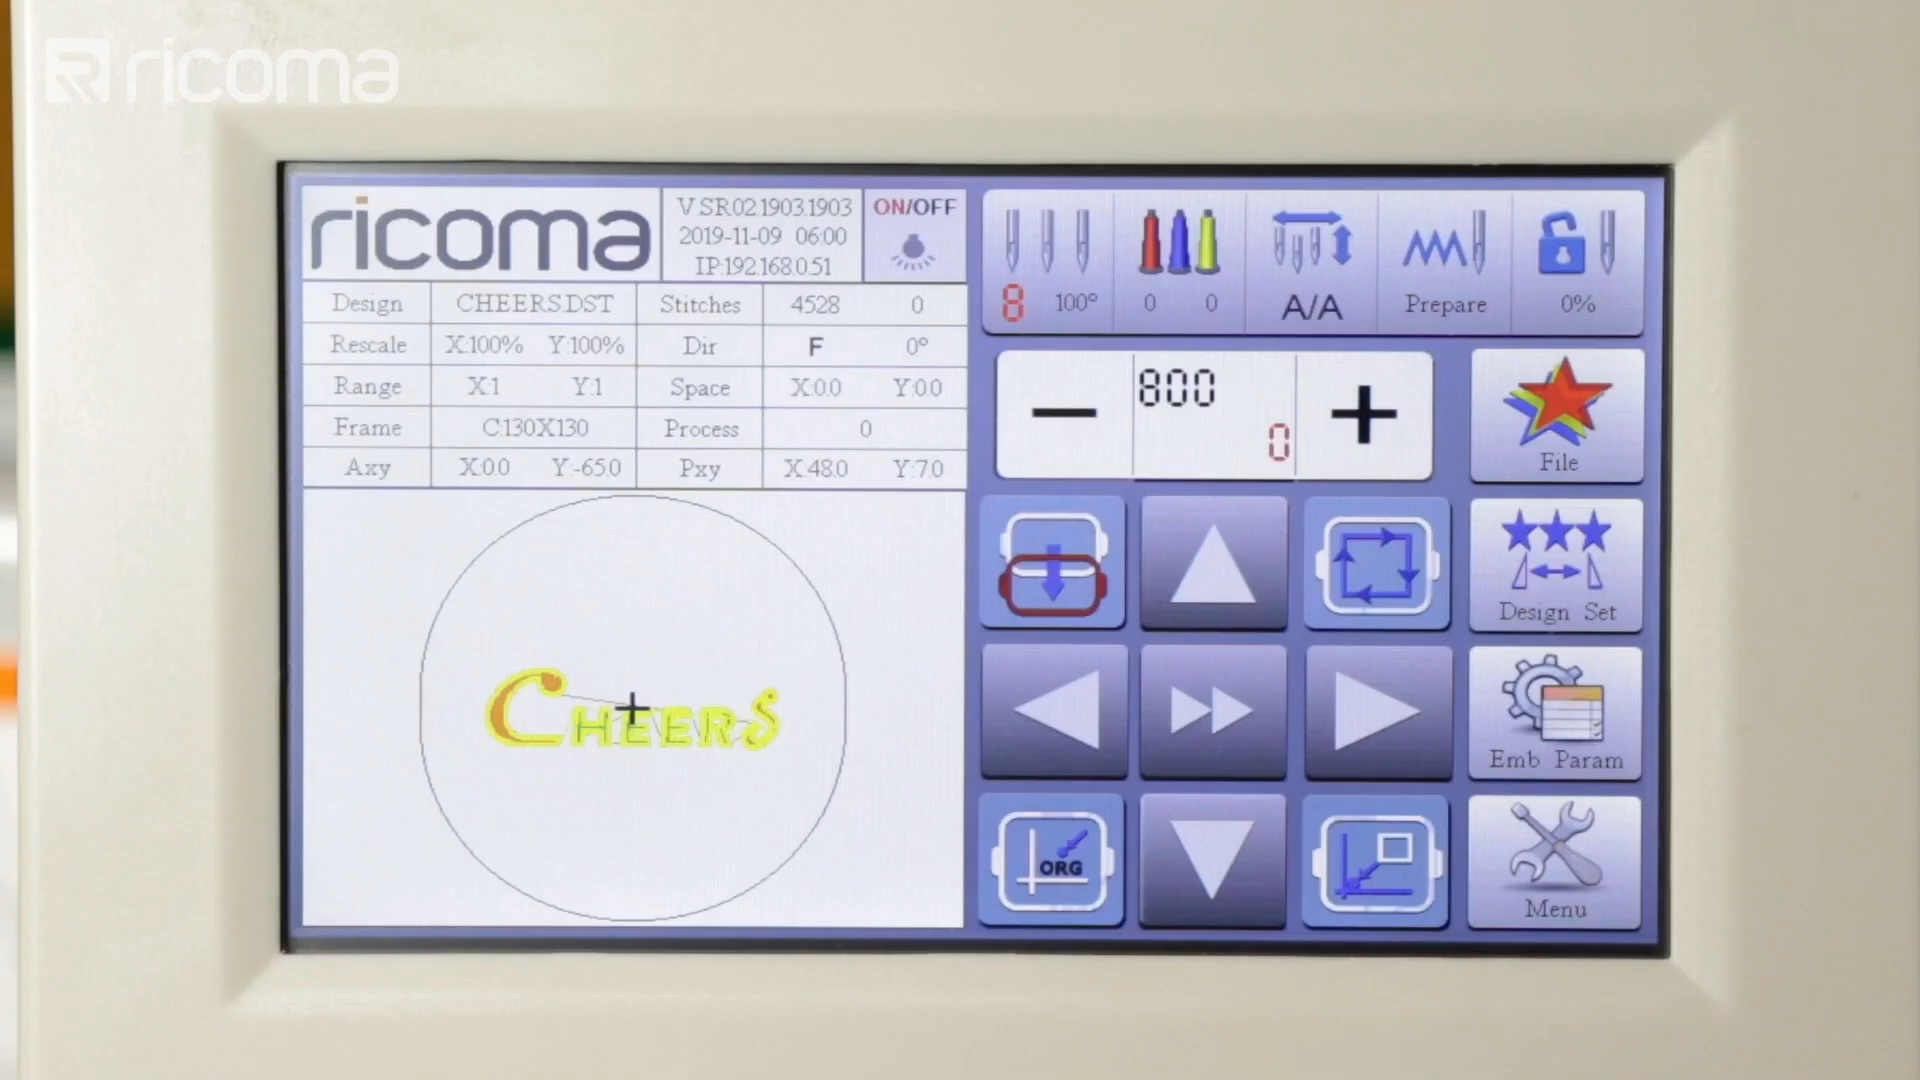 ricoma
ricoma
V.SR.02.1903.1903
2019-11-09 06:00
IP:192.168.0.51
ON/OFF
Design CHEERS.DST Stitches 4528 0
Rescale X:100% Y:100% Dir F 0°
Range X:1 Y:1 Space X:0.0 Y:0.0
Frame C:130X130 Process 0
Axy X:0.0 Y:-65.0 Pxy X:48.0 Y:7.0
CHEERS
8 100°
0 0
A/A
Prepare
0%
800
0
File
Design Set
Emb Param
ORG
Menu